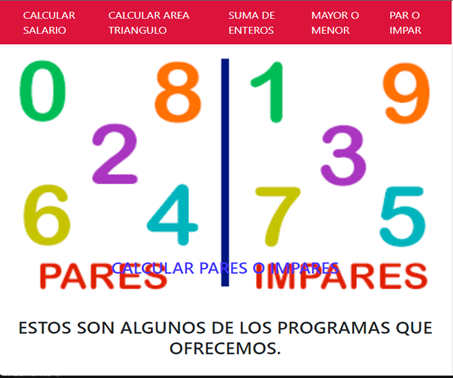 CALCULAR SALARIO
CALCULAR AREA TRIANGULO
SUMA DE ENTEROS
MAYOR O MENOR
PAR O IMPAR
0 8 1 9
2 3
6 4 7 5
CALCULAR PARES O IMPARES
PARES IMPARES
ESTOS SON ALGUNOS DE LOS PROGRAMAS QUE
OFRECEMOS.